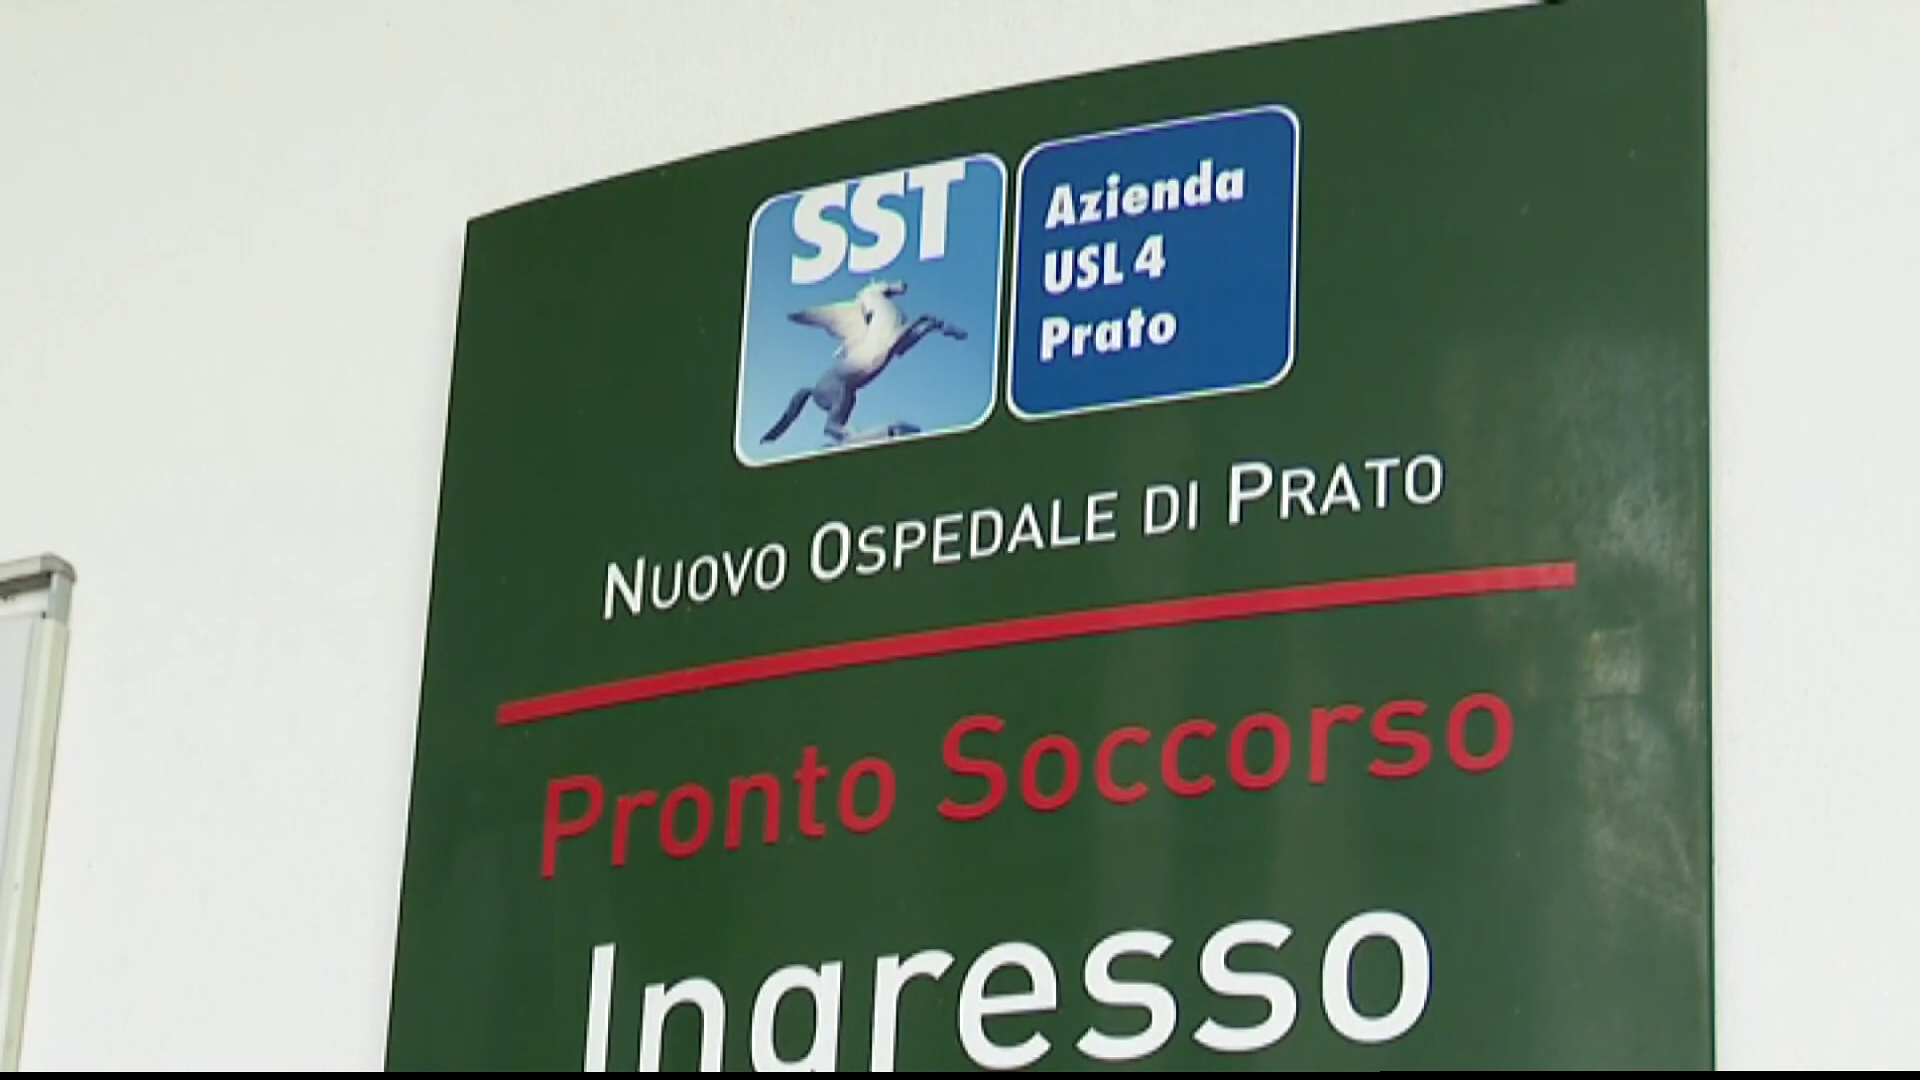 SST
Azienda
USL 4
Prato
NUOVO OSPEDALE DI PRATO
Pronto Soccorso
Ingresso